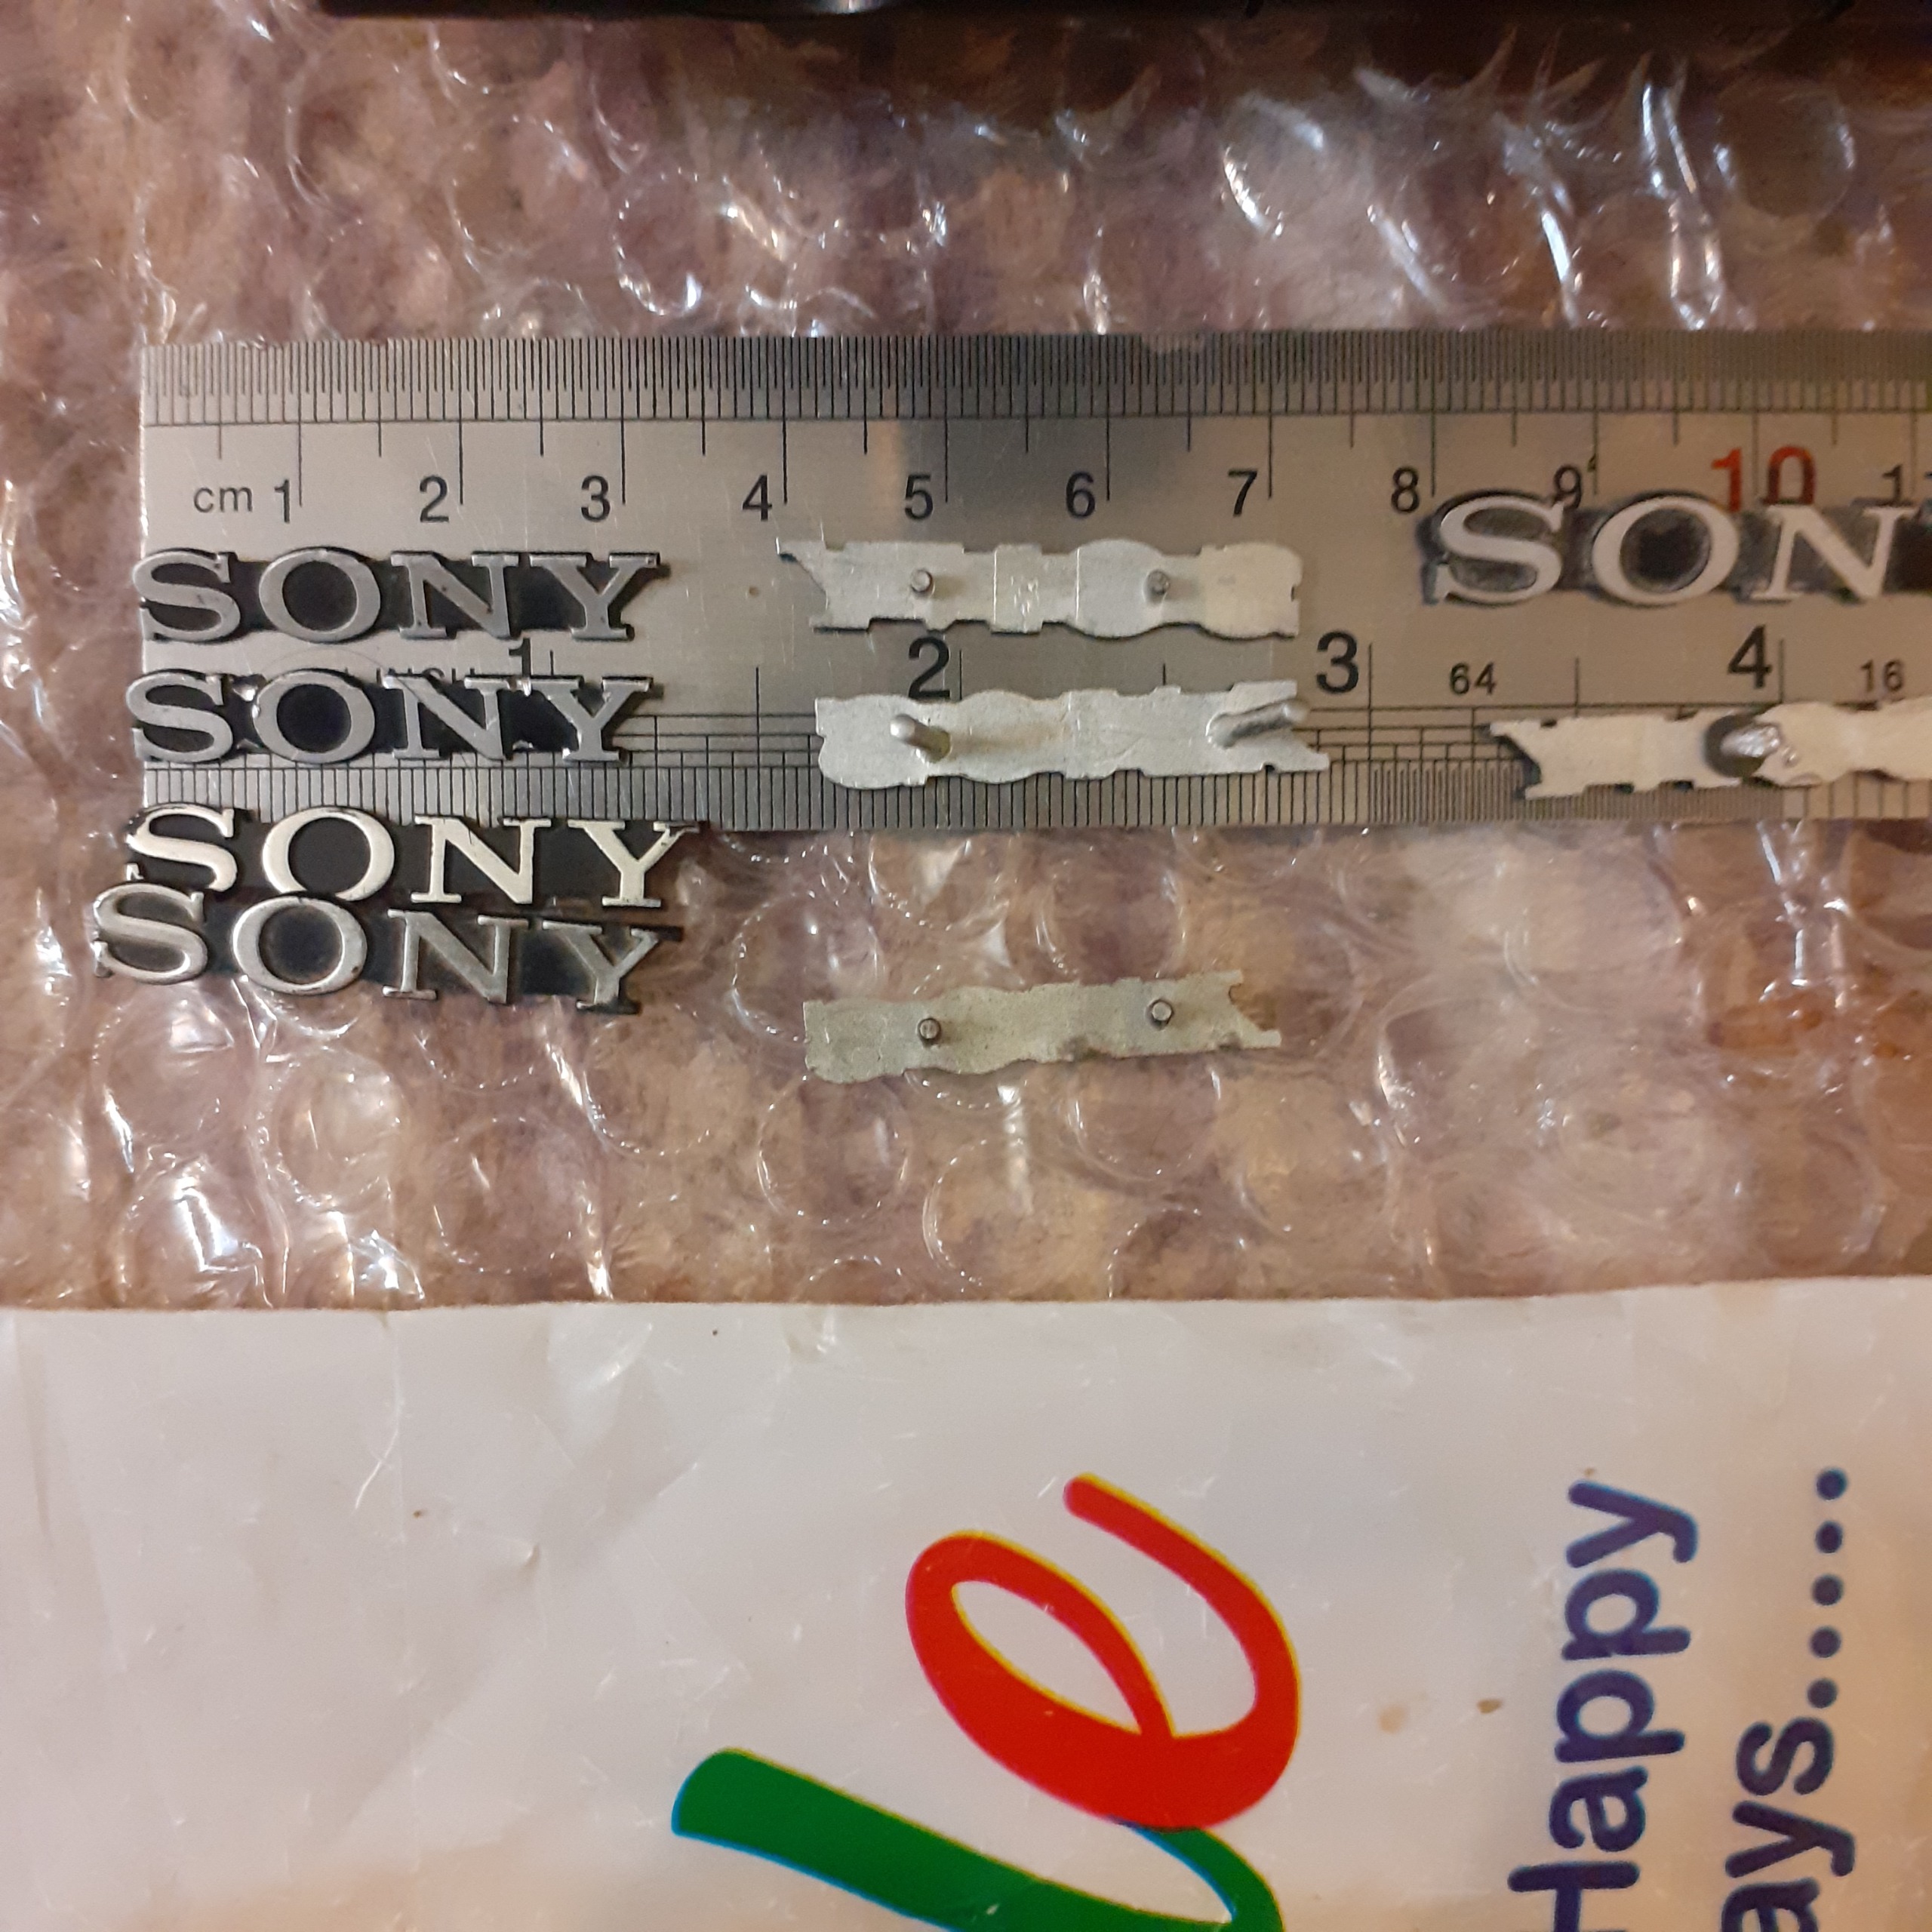 cm 1 2 3 4 5 6 7 8 9 10
SONY
SON
1 2 3 64 4 16
SONY
SONY
SONY
le
Happy
ays......